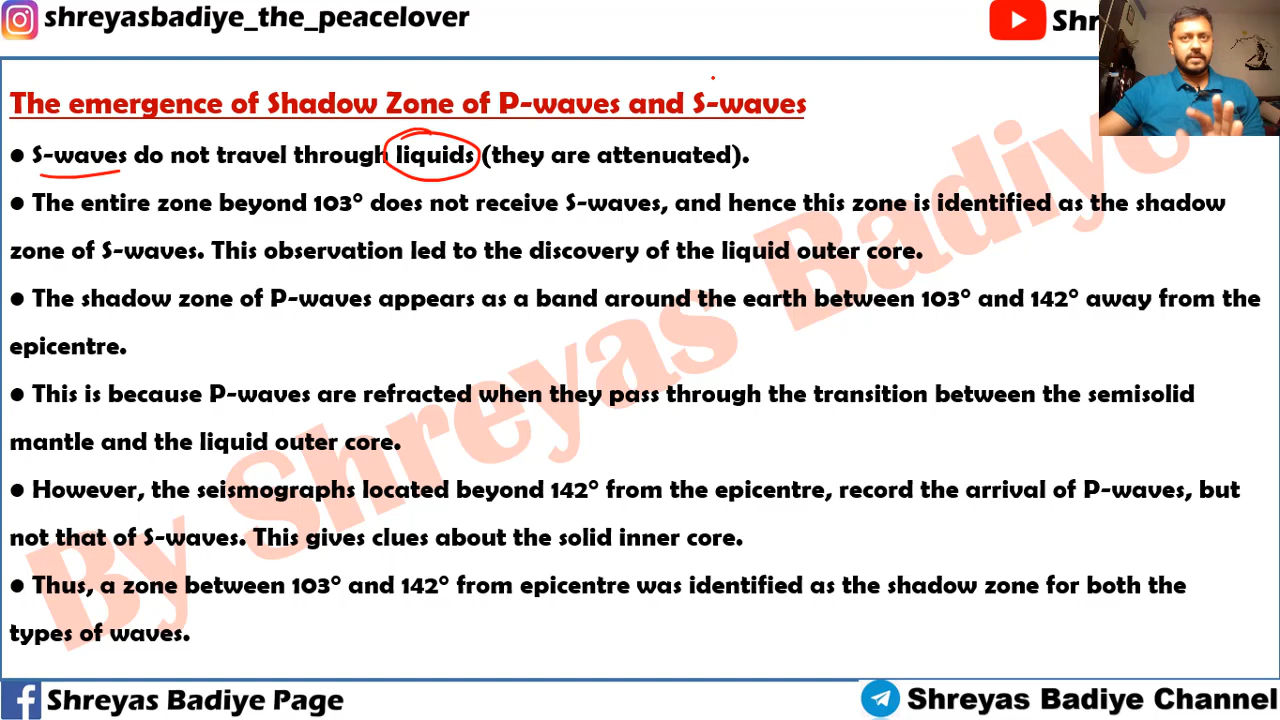 shreyasbadiye_the_peacelover
Shr
The emergence of Shadow Zone of P-waves and S-waves
● S-waves do not travel through liquids (they are attenuated).
● The entire zone beyond 103° does not receive S-waves, and hence this zone is identified as the shadow
zone of S-waves. This observation led to the discovery of the liquid outer core.
● The shadow zone of P-waves appears as a band around the earth between 103° and 142° away from the
epicentre.
● This is because P-waves are refracted when they pass through the transition between the semisolid
mantle and the liquid outer core.
● However, the seismographs located beyond 142° from the epicentre, record the arrival of P-waves, but
not that of S-waves. This gives clues about the solid inner core.
● Thus, a zone between 103° and 142° from epicentre was identified as the shadow zone for both the
types of waves.
By Shreyas Badiye
Shreyas Badiye Page
Shreyas Badiye Channel